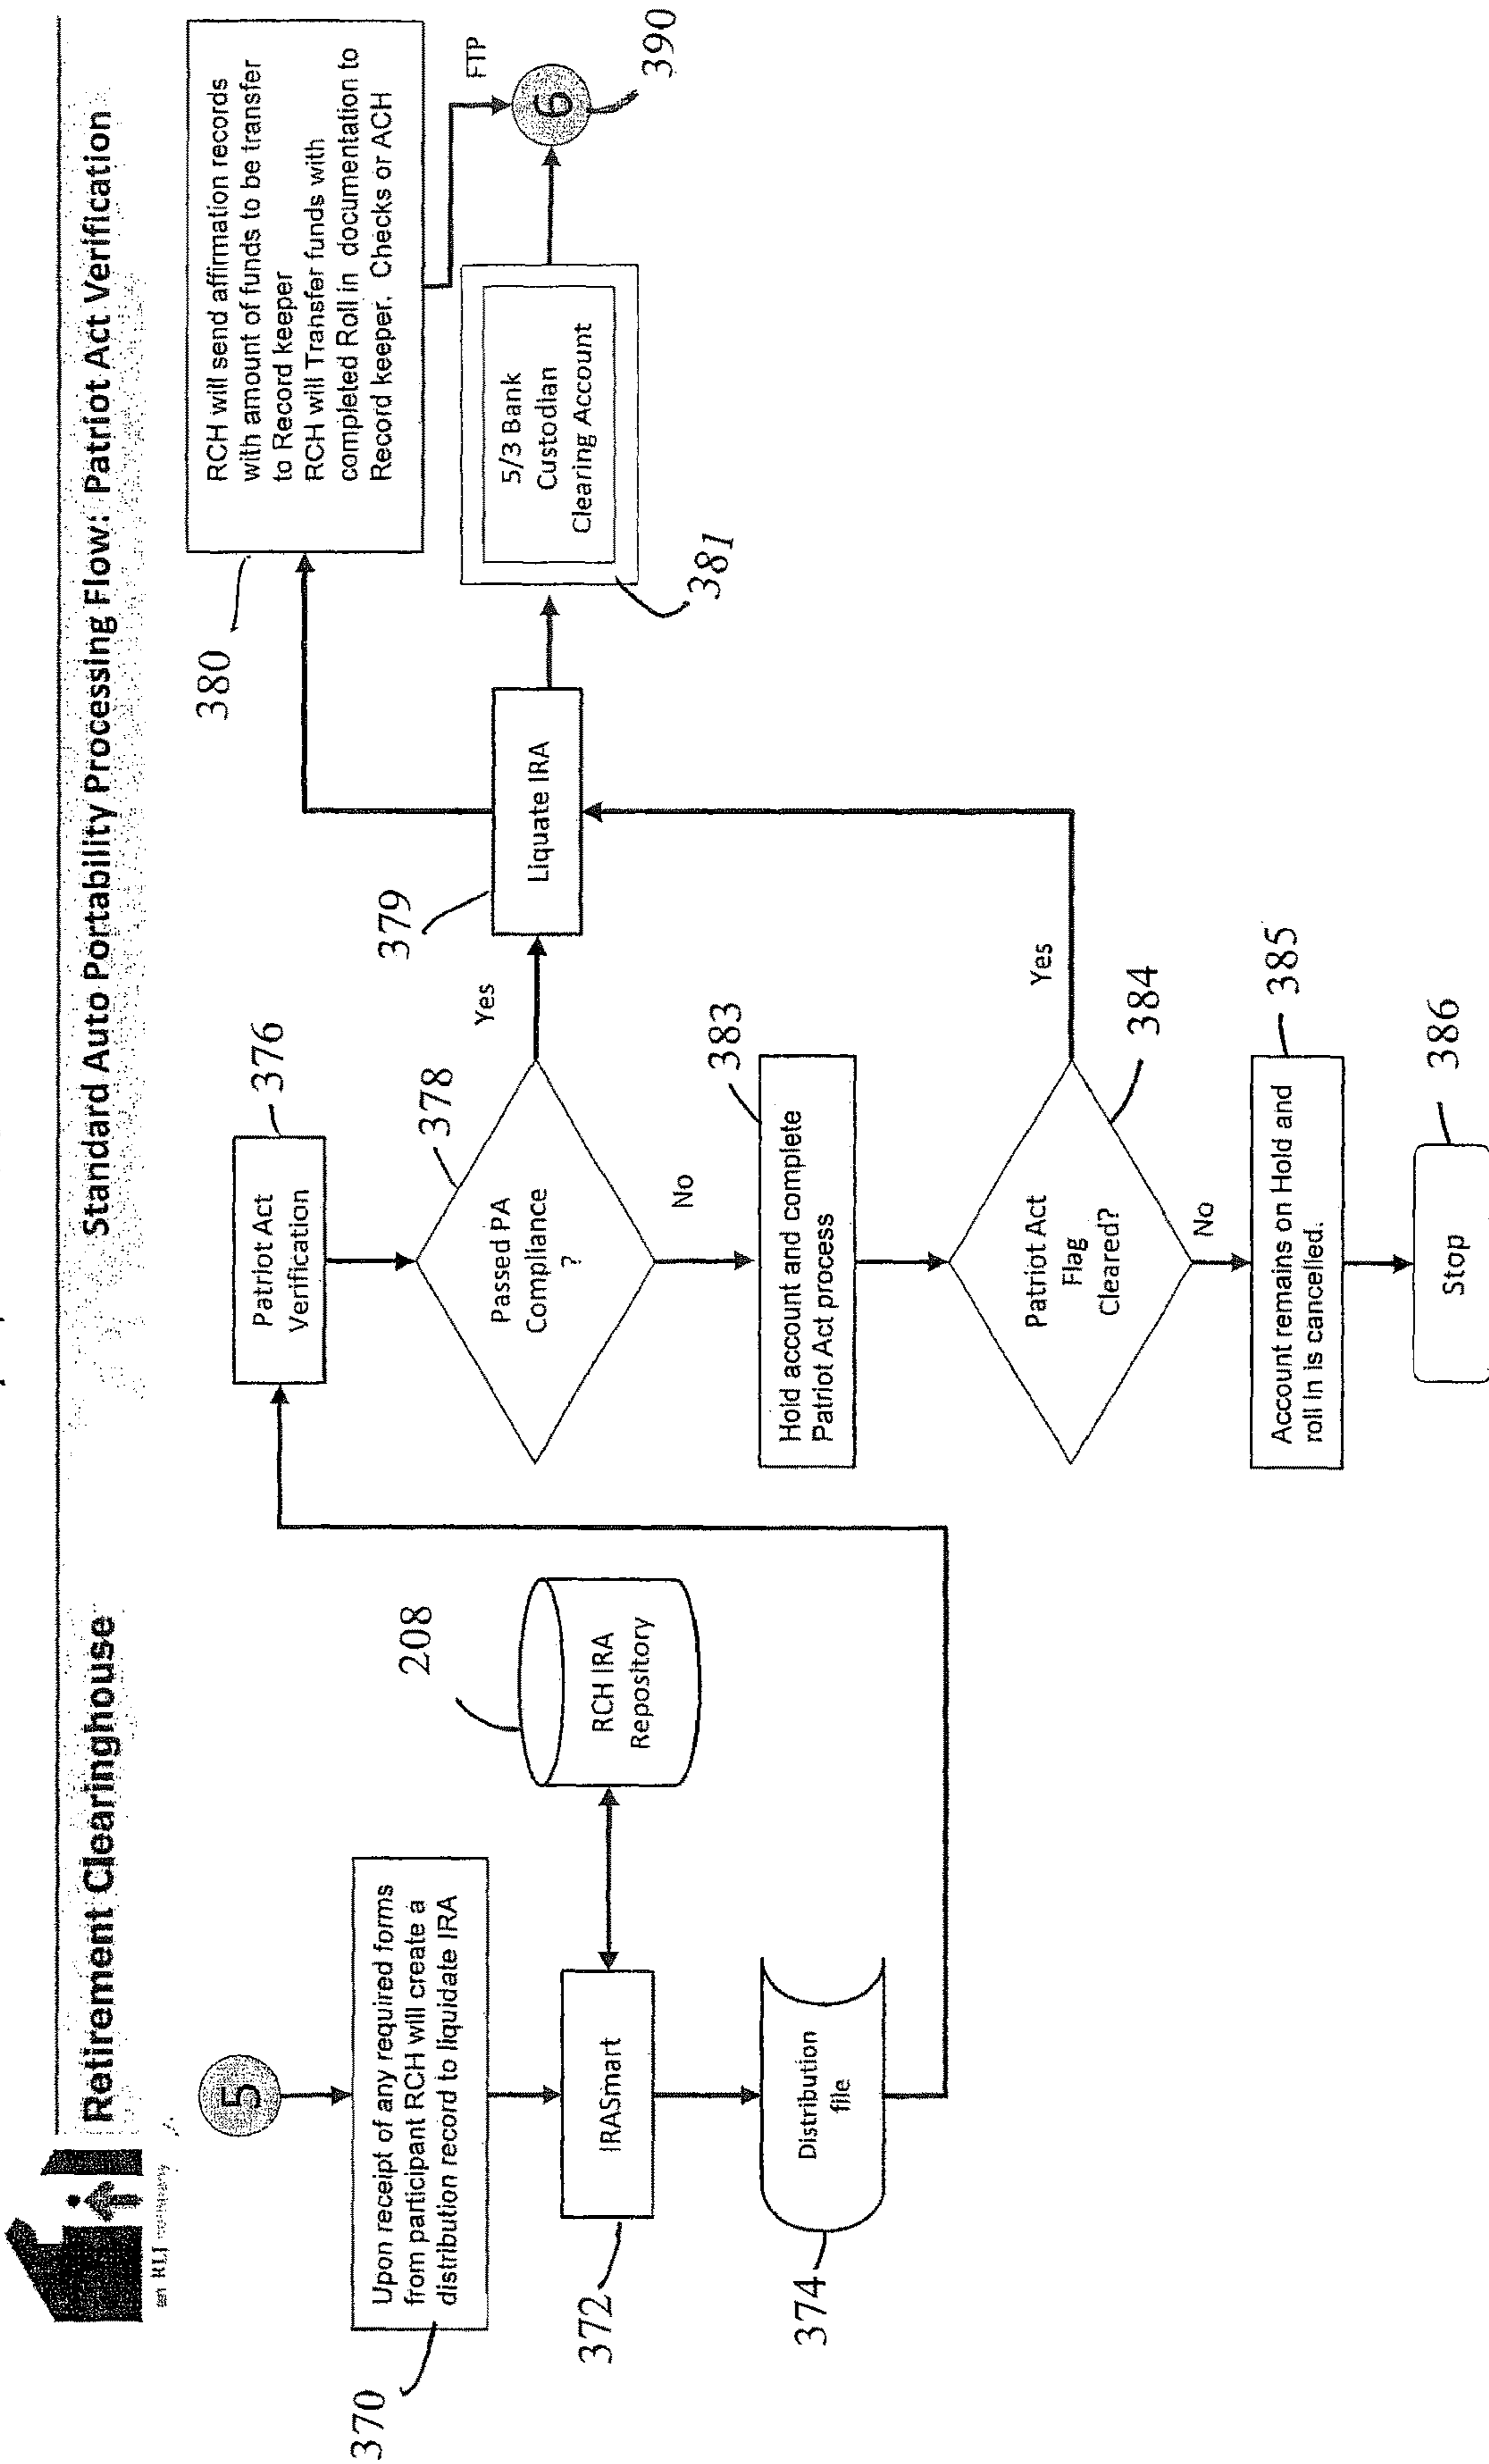 Retirement Clearinghouse
Standard Auto Portability Processing Flow: Patriot Act Verification
an RLJ company
5
370
Upon receipt of any required forms
from participant RCH will create a
distribution record to liquidate IRA
372
IRASmart
208
RCH IRA
Repository
374
Distribution
file
376
Patriot Act
Verification
378
Passed PA
Compliance
?
Yes
No
379
Liquate IRA
380
RCH will send affirmation records
with amount of funds to be transfer
to Record keeper
RCH will Transfer funds with
completed Roll in documentation to
Record keeper. Checks or ACH
FTP
381
5/3 Bank
Custodian
Clearing Account
6
390
383
Hold account and complete
Patriot Act process
384
Patriot Act
Flag
Cleared?
Yes
No
385
Account remains on Hold and
roll in is cancelled.
386
Stop